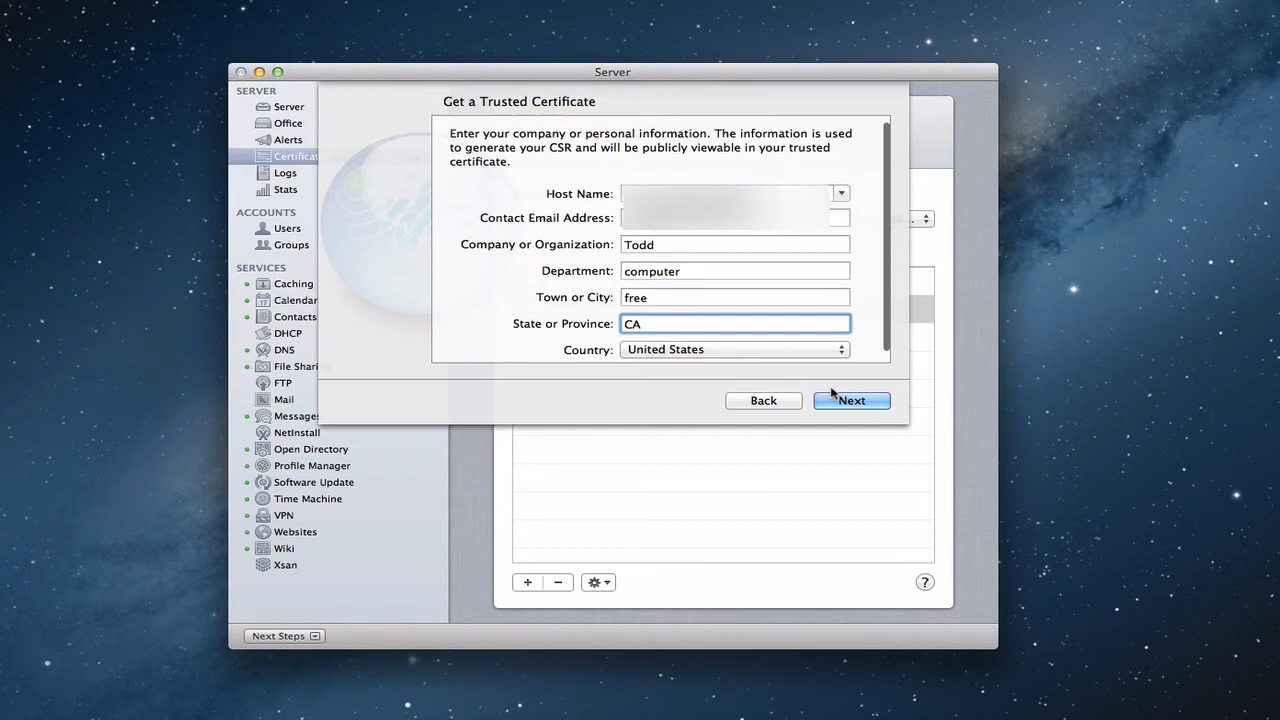 Server
SERVER
Server
Office
Alerts
Certificat
Logs
Stats
ACCOUNTS
Users
Groups
SERVICES
Caching
Calendar
Contacts
DHCP
DNS
File Shari
FTP
Mail
Messages
NetInstall
Open Directory
Profile Manager
Software Update
Time Machine
VPN
Websites
Wiki
Xsan
Next Steps
Get a Trusted Certificate
Enter your company or personal information. The information is used
to generate your CSR and will be publicly viewable in your trusted
certificate.
Host Name:
Contact Email Address:
Company or Organization: Todd
Department: computer
Town or City: free
State or Province: CA
Country: United States
Back Next
+ − ?